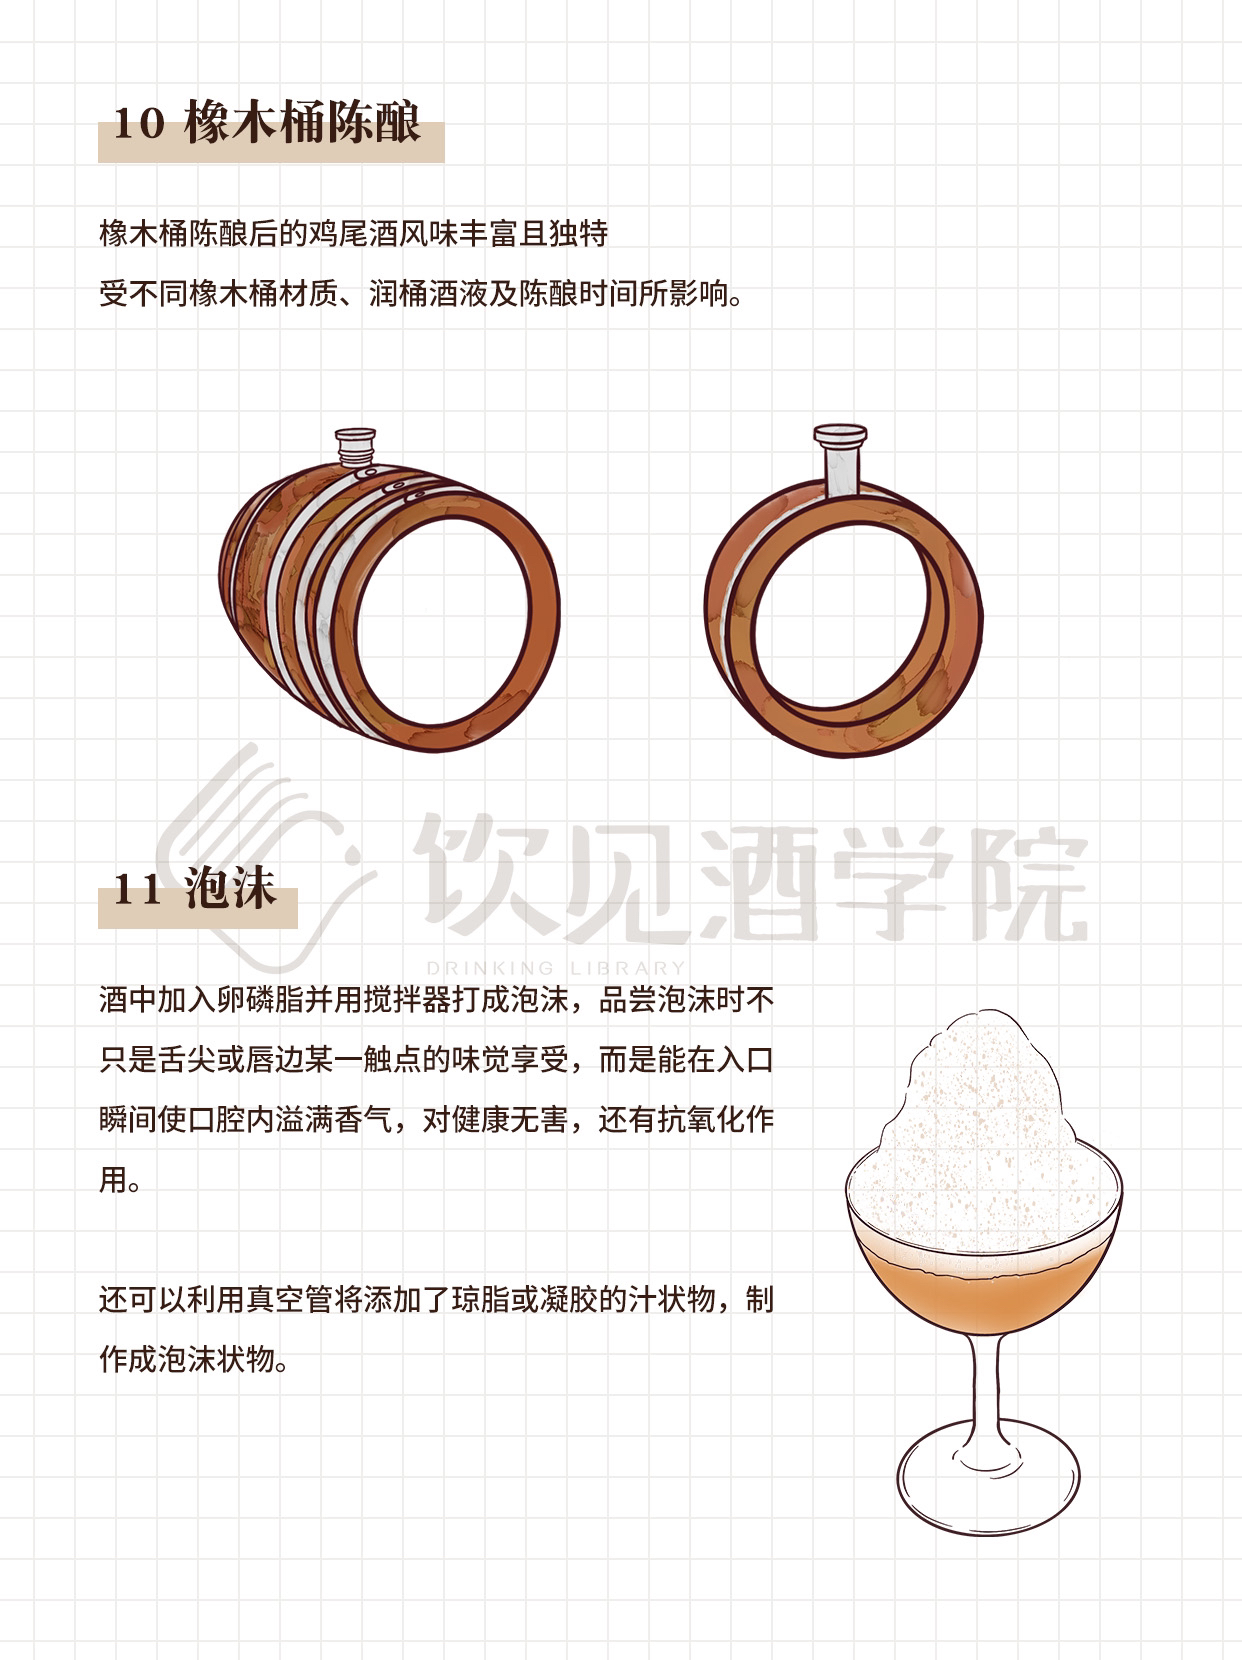 10 橡木桶陈酿
橡木桶陈酿后的鸡尾酒风味丰富且独特
受不同橡木桶材质、润桶酒液及陈酿时间所影响。
饮见酒学院
DRINKING LIBRARY
11 泡沫
酒中加入卵磷脂并用搅拌器打成泡沫，品尝泡沫时不
只是舌尖或唇边某一触点的味觉享受，而是能在入口
瞬间使口腔内溢满香气，对健康无害，还有抗氧化作
用。
还可以利用真空管将添加了琼脂或凝胶的汁状物，制
作成泡沫状物。